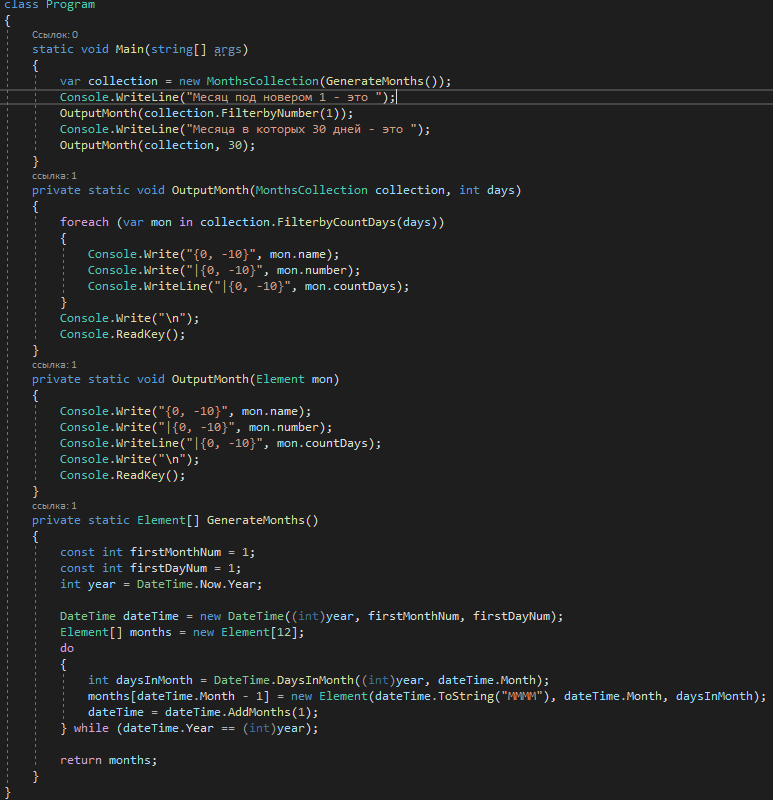 class Program
{
Ссылок: 0
static void Main(string[] args)
{
var collection = new MonthsCollection(GenerateMonths());
Console.WriteLine("Месяц под новером 1 - это ");
OutputMonth(collection.FilterbyNumber(1));
Console.WriteLine("Месяца в которых 30 дней - это ");
OutputMonth(collection, 30);
}
ссылка: 1
private static void OutputMonth(MonthsCollection collection, int days)
{
foreach (var mon in collection.FilterbyCountDays(days))
{
Console.Write("{0, -10}", mon.name);
Console.Write("|{0, -10}", mon.number);
Console.WriteLine("|{0, -10}", mon.countDays);
}
Console.Write("\n");
Console.ReadKey();
}
ссылка: 1
private static void OutputMonth(Element mon)
{
Console.Write("{0, -10}", mon.name);
Console.Write("|{0, -10}", mon.number);
Console.WriteLine("|{0, -10}", mon.countDays);
Console.Write("\n");
Console.ReadKey();
}
ссылка: 1
private static Element[] GenerateMonths()
{
const int firstMonthNum = 1;
const int firstDayNum = 1;
int year = DateTime.Now.Year;
DateTime dateTime = new DateTime((int)year, firstMonthNum, firstDayNum);
Element[] months = new Element[12];
do
{
int daysInMonth = DateTime.DaysInMonth((int)year, dateTime.Month);
months[dateTime.Month - 1] = new Element(dateTime.ToString("MMMM"), dateTime.Month, daysInMonth);
dateTime = dateTime.AddMonths(1);
} while (dateTime.Year == (int)year);
return months;
}
}